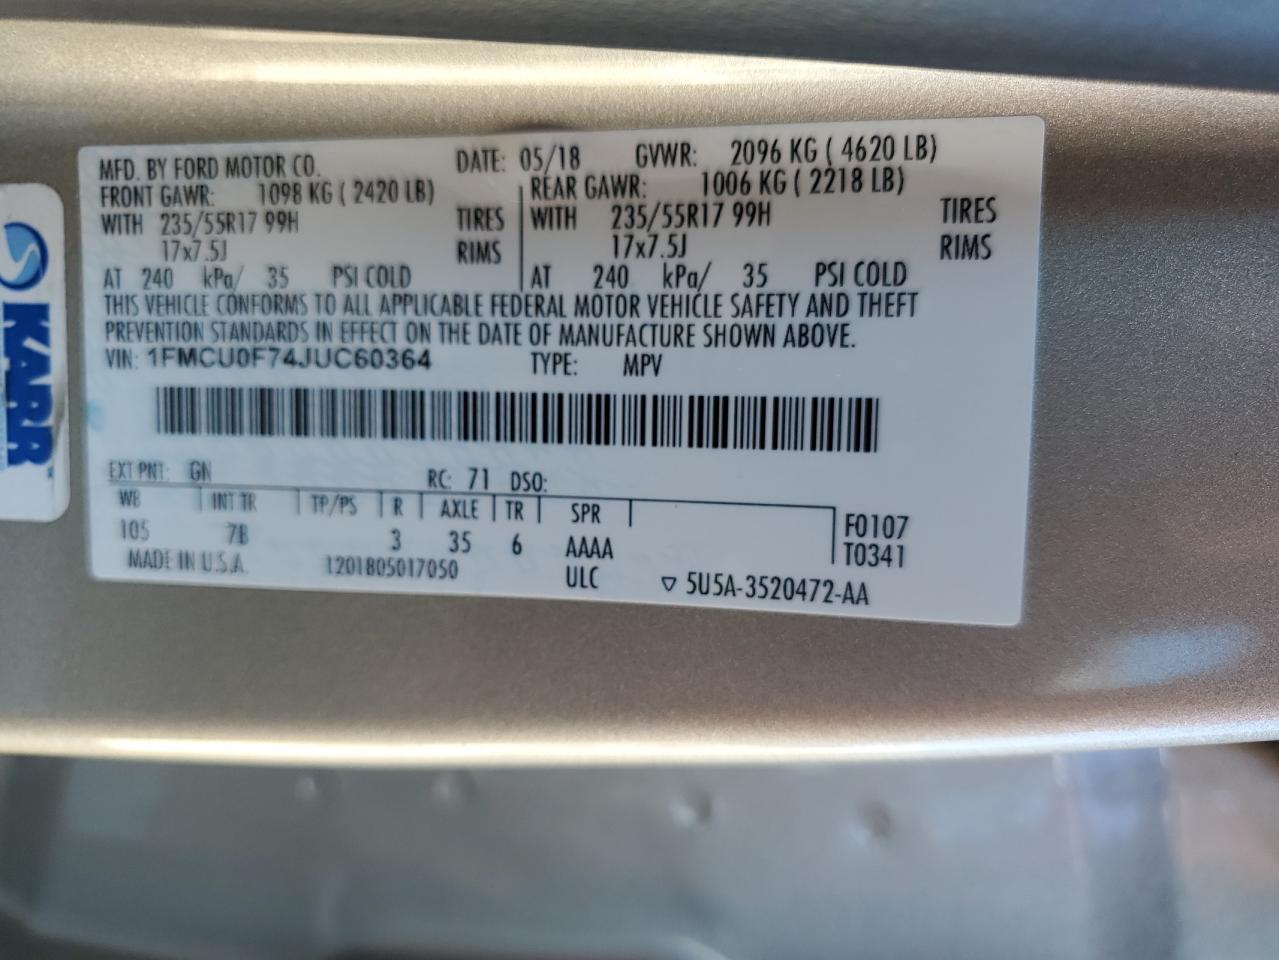 MFD. BY FORD MOTOR CO. DATE: 05/18 GVWR: 2096 KG ( 4620 LB)
FRONT GAWR: 1098 KG ( 2420 LB) REAR GAWR: 1006 KG ( 2218 LB)
WITH 235/55R17 99H TIRES WITH 235/55R17 99H TIRES
17x7.5J RIMS 17x7.5J RIMS
AT 240 kPa/ 35 PSI COLD AT 240 kPa/ 35 PSI COLD
THIS VEHICLE CONFORMS TO ALL APPLICABLE FEDERAL MOTOR VEHICLE SAFETY AND THEFT
PREVENTION STANDARDS IN EFFECT ON THE DATE OF MANUFACTURE SHOWN ABOVE.
VIN: 1FMCU0F74JUC60364 TYPE: MPV
EXT PNT: GN RC: 71 DSO:
WB INT TR TP/PS R AXLE TR SPR
105 7B 3 35 6 AAAA
F0107
T0341
MADE IN U.S.A. 1201805017050 ULC ▽ 5U5A-3520472-AA
KARR